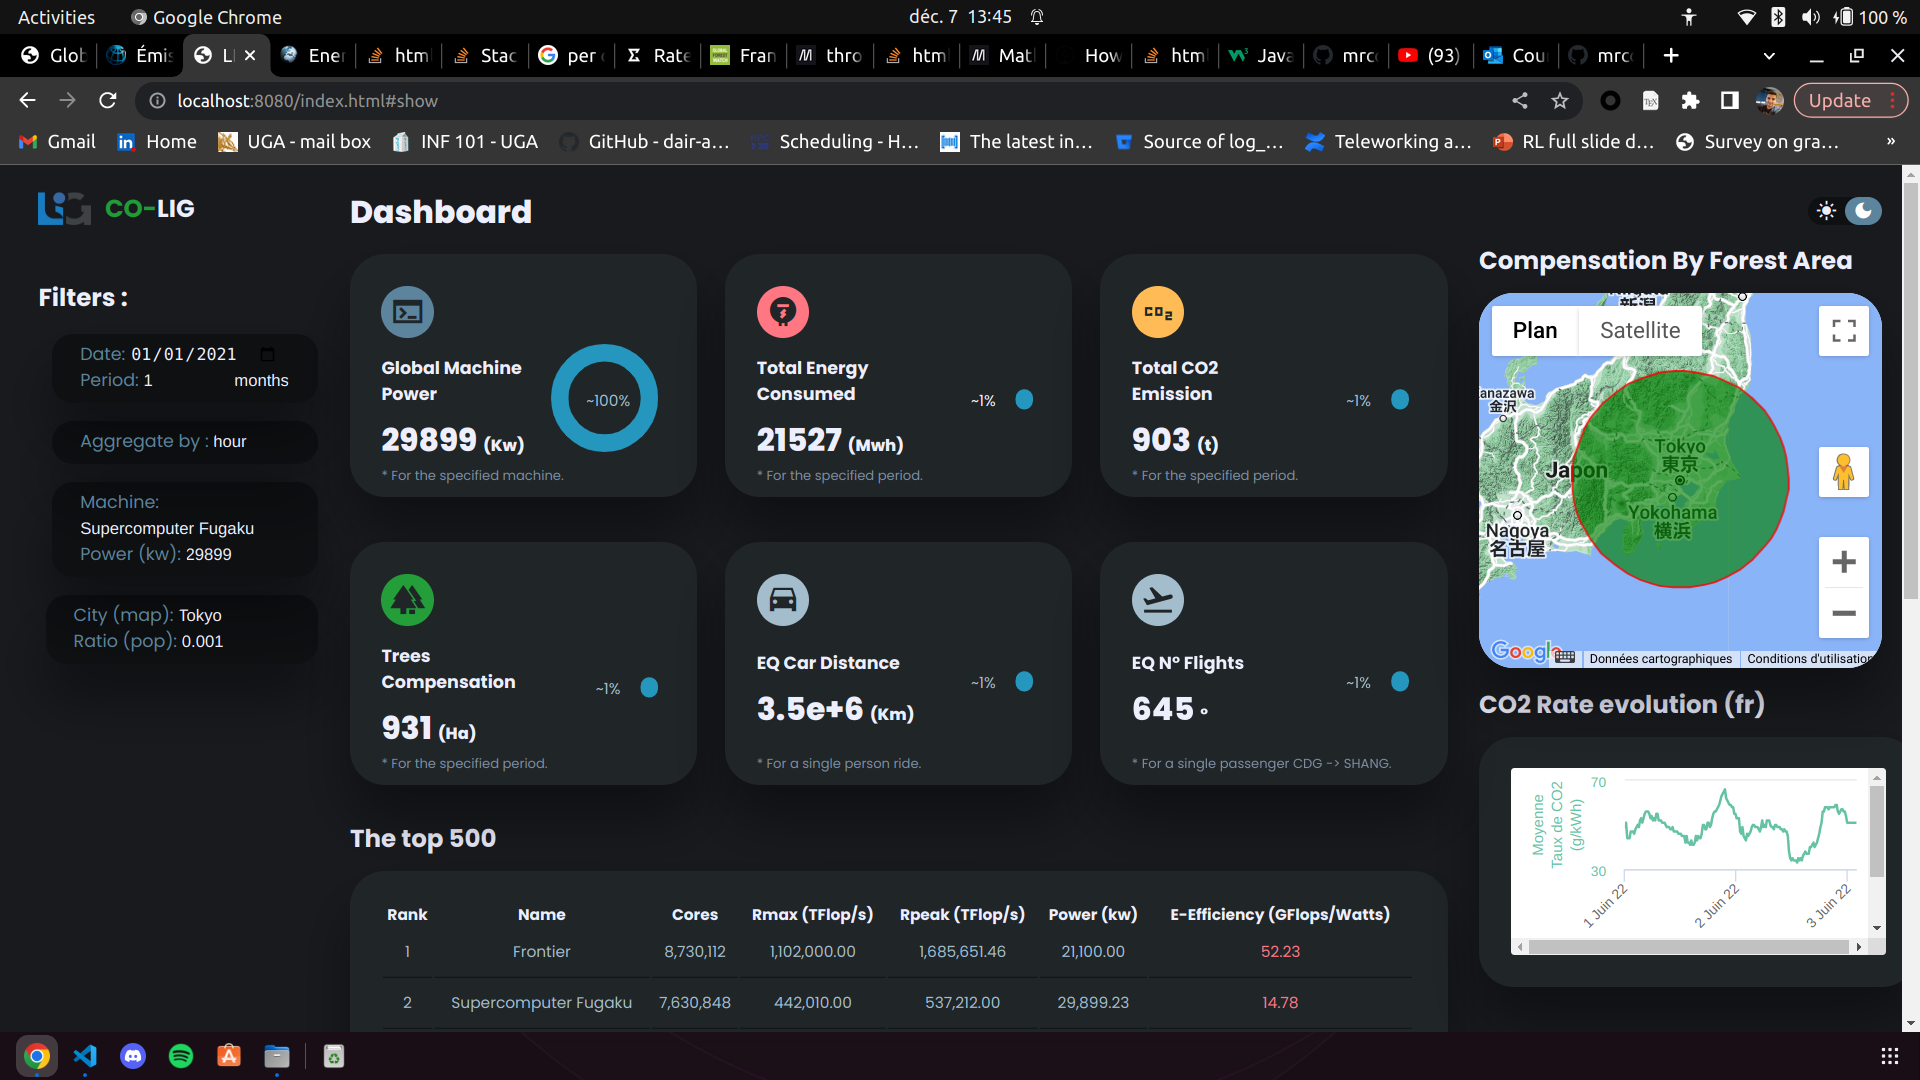 Activities
Google Chrome
déc. 7 13:45
100 %
Glob
Émis
LI
Ener
html
Stac
per
Rate
Fran
thro
html
Matl
How
html
Java
mrco
(93)
Cour
mrco
localhost:8080/index.html#show
Update
Gmail
Home
UGA - mail box
INF 101 - UGA
GitHub - dair-a...
Scheduling - H...
The latest in...
Source of log_...
Teleworking a...
RL full slide d...
Survey on gra...
»
CO-LIG
Filters :
Date: 01/01/2021
Period: 1 months
Aggregate by : hour
Machine:
Supercomputer Fugaku
Power (kw): 29899
City (map): Tokyo
Ratio (pop): 0.001
Dashboard
Global Machine
Power
29899 (Kw)
* For the specified machine.
~100%
Total Energy
Consumed
21527 (Mwh)
* For the specified period.
~1%
CO2
Total CO2
Emission
903 (t)
* For the specified period.
~1%
Trees
Compensation
931 (Ha)
* For the specified period.
~1%
EQ Car Distance
3.5e+6 (Km)
* For a single person ride.
~1%
EQ N° Flights
645 °
* For a single passenger CDG -> SHANG.
~1%
The top 500
Rank Name Cores Rmax (TFlop/s) Rpeak (TFlop/s) Power (kw) E-Efficiency (GFlops/Watts)
1 Frontier 8,730,112 1,102,000.00 1,685,651.46 21,100.00 52.23
2 Supercomputer Fugaku 7,630,848 442,010.00 537,212.00 29,899.23 14.78
Compensation By Forest Area
Plan
Satellite
新潟
anazawa
金沢
Japon
Tokyo
東京
Yokohama
横浜
Nagoya
名古屋
Google
Données cartographiques
Conditions d'utilisation
CO2 Rate evolution (fr)
Moyenne
Taux de CO2
(g/kWh)
70
30
1 Juin 22
2 Juin 22
3 Juin 22